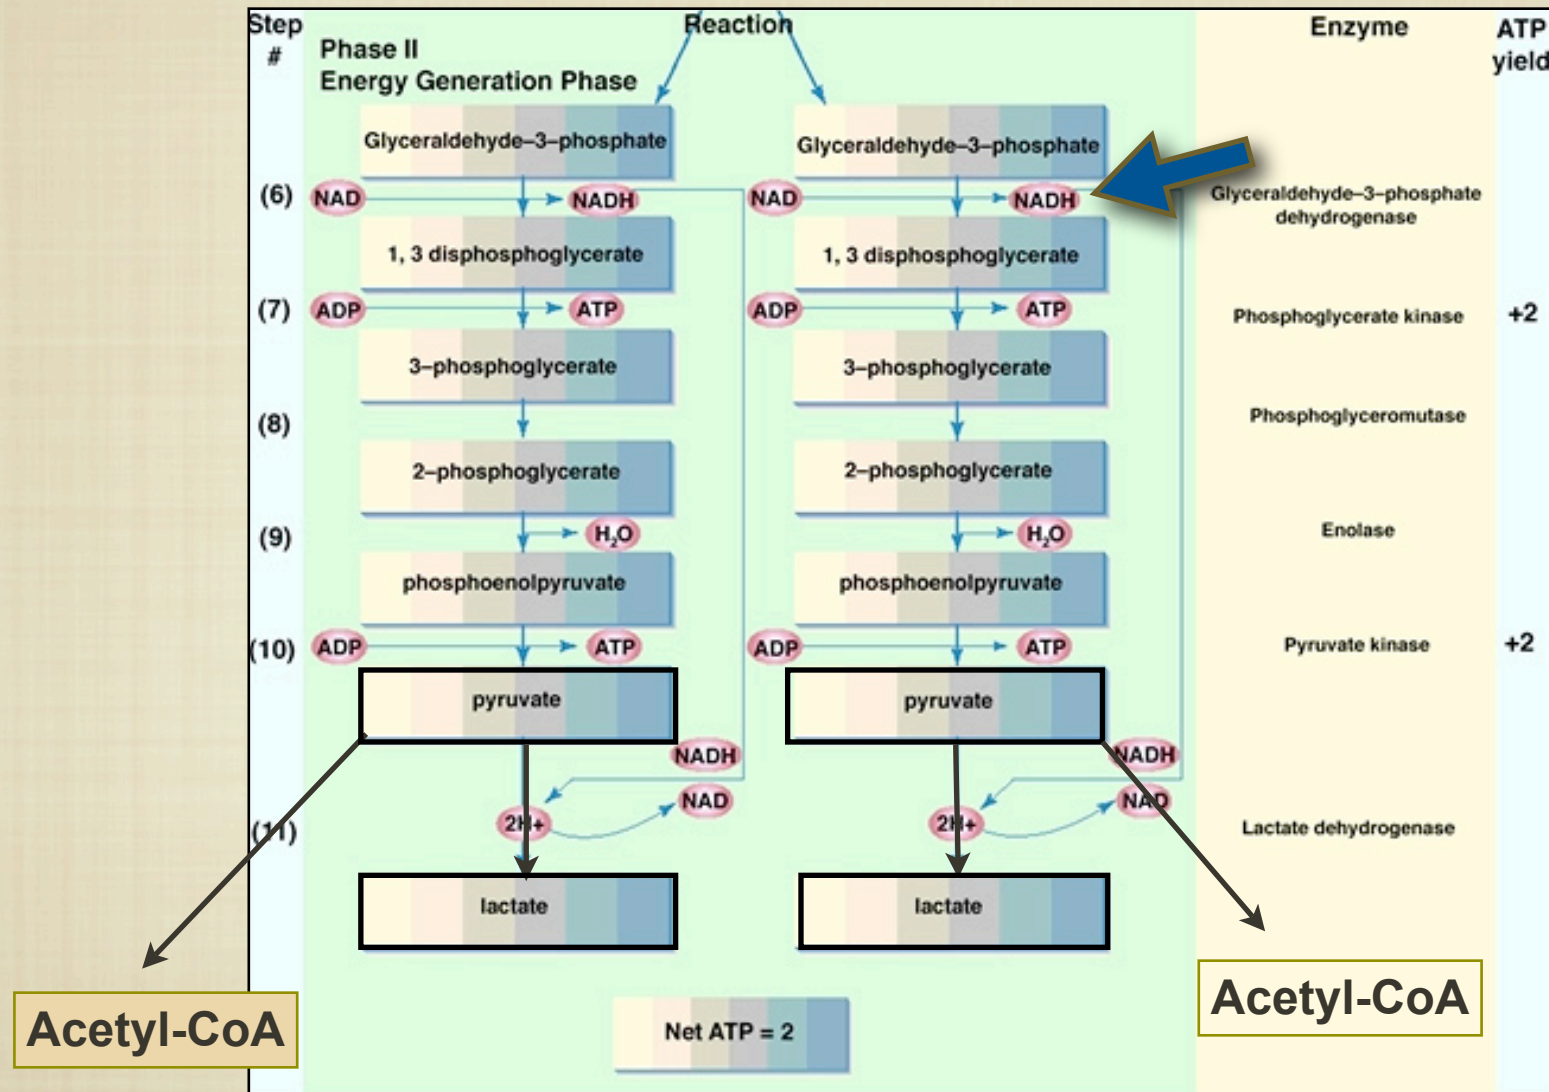 Step
#
Reaction
Enzyme
ATP
yield
Phase II
Energy Generation Phase
Glyceraldehyde–3–phosphate
Glyceraldehyde–3–phosphate
(6)
NAD
NADH
NAD
NADH
Glyceraldehyde–3–phosphate
dehydrogenase
1, 3 disphosphoglycerate
1, 3 disphosphoglycerate
(7)
ADP
ATP
ADP
ATP
Phosphoglycerate kinase
+2
3–phosphoglycerate
3–phosphoglycerate
(8)
Phosphoglyceromutase
2–phosphoglycerate
2–phosphoglycerate
(9)
H₂O
H₂O
Enolase
phosphoenolpyruvate
phosphoenolpyruvate
(10)
ADP
ATP
ADP
ATP
Pyruvate kinase
+2
pyruvate
pyruvate
NADH
NADH
NAD
NAD
(11)
2H+
2H+
Lactate dehydrogenase
lactate
lactate
Acetyl-CoA
Acetyl-CoA
Net ATP = 2